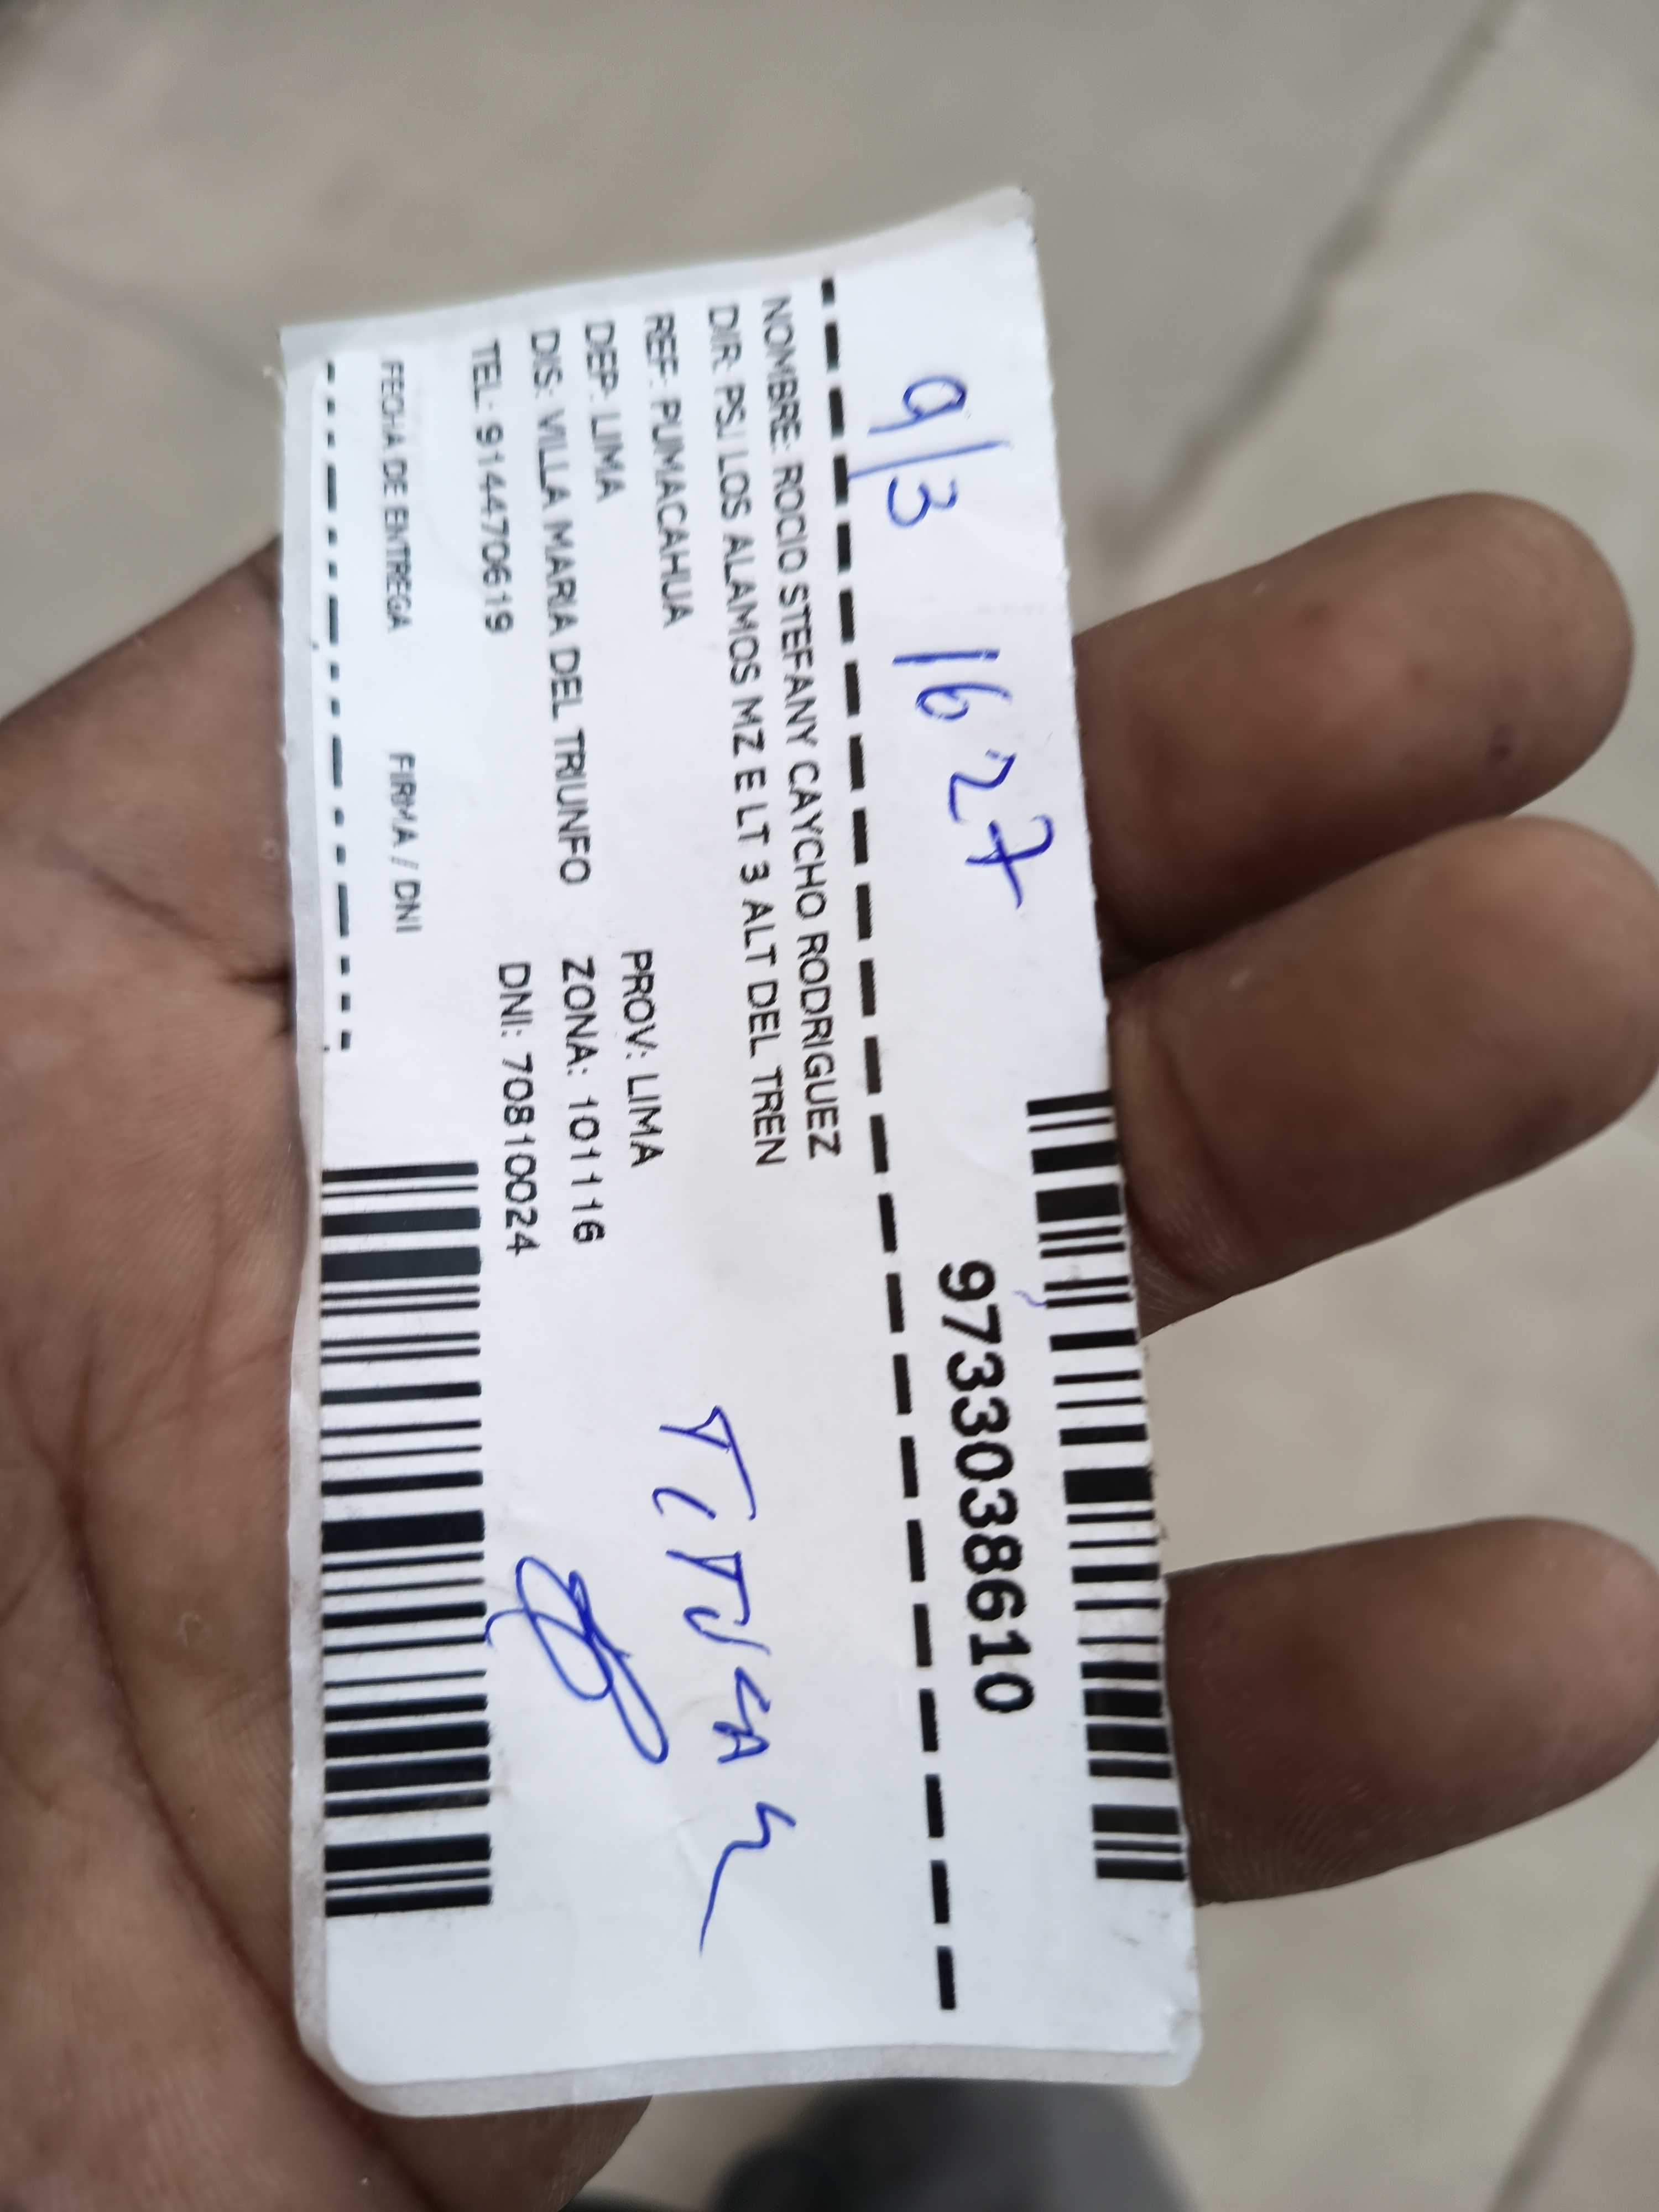 9/3 16 27
9733038610
NOMBRE: ROCIO STEFANY CAYCHO RODRIGUEZ
DIR: PSJ LOS ALAMOS MZ E LT 3 ALT DEL TREN
REF: PUMACAHUA
DEP: LIMA PROV: LIMA
DIS: VILLA MARIA DEL TRIUNFO ZONA: 101116
TEL: 914470619 DNI: 70810024
TITULAR
FECHA DE ENTREGA FIRMA / DNI